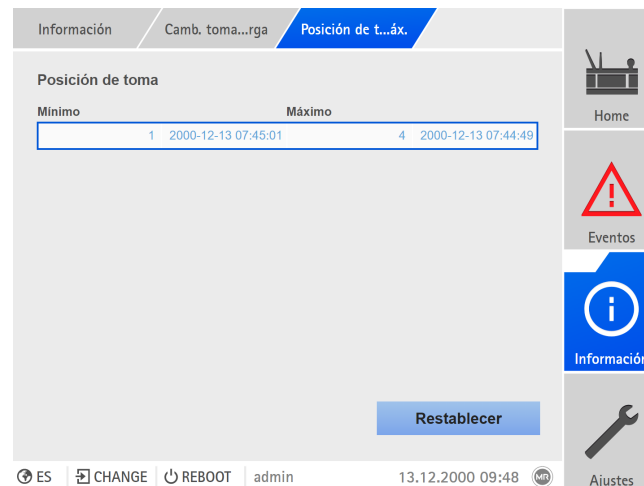 Información
Camb. toma...rga
Posición de t...áx.
Posición de toma
Mínimo
Máximo
1 2000-12-13 07:45:01
4 2000-12-13 07:44:49
Restablecer
Home
Eventos
Información
Ajustes
ES CHANGE REBOOT admin 13.12.2000 09:48 MR